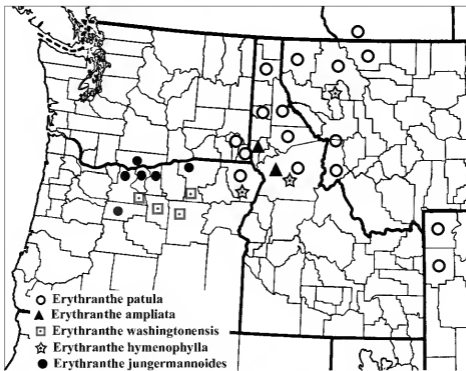 Erythranthe patula
Erythranthe ampliata
Erythranthe washingtonensis
Erythranthe hymenophylla
Erythranthe jungermannoides